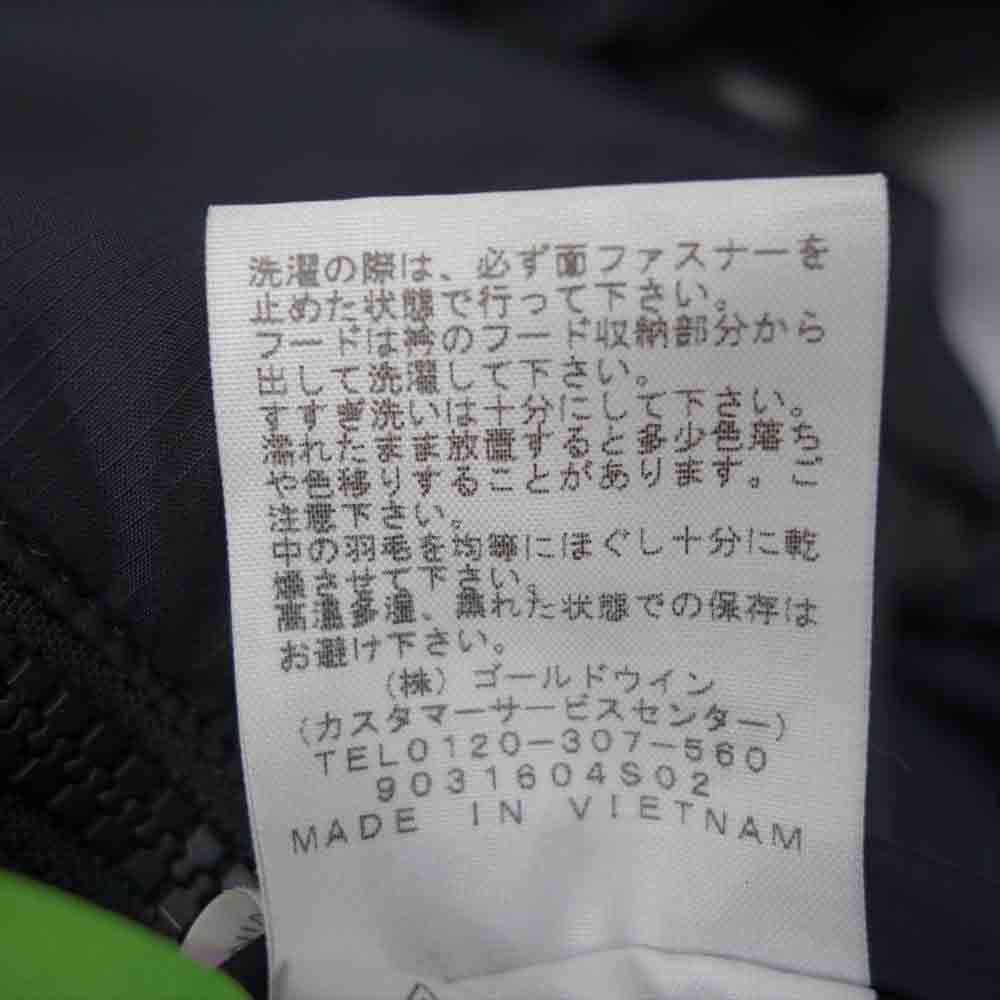 洗濯の際は、必ず面ファスナーを
止めた状態で行って下さい。
フードは衿のフード収納部分から
出して洗濯して下さい。
すすぎ洗いは十分にして下さい。
濡れたまま放置すると多少色落ち
や色移りすることがあります。ご
注意下さい。
中の羽毛を均等にほぐし十分に乾
燥させて下さい。
高温多湿、濡れた状態での保存は
お避け下さい。
(株)ゴールドウイン
(カスタマーサービスセンター)
TEL0120-307-560
9031604S02
MADE IN VIETNAM